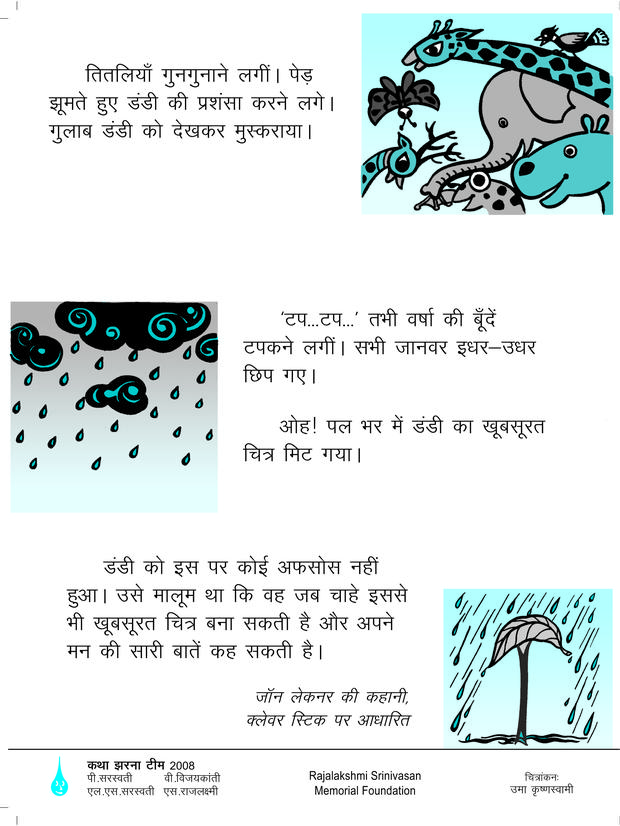 तितलियाँ गुनगुनाने लगीं। पेड़
झूमते हुए डंडी की प्रशंसा करने लगे।
गुलाब डंडी को देखकर मुस्कराया।
‘टप...टप...’ तभी वर्षा की बूँदें
टपकने लगीं। सभी जानवर इधर–उधर
छिप गए।
ओह! पल भर में डंडी का खूबसूरत
चित्र मिट गया।
डंडी को इस पर कोई अफसोस नहीं
हुआ। उसे मालूम था कि वह जब चाहे इससे
भी खूबसूरत चित्र बना सकती है और अपने
मन की सारी बातें कह सकती है।
जॉन लेकनर की कहानी,
क्लेवर स्टिक पर आधारित
कथा झरना टीम 2008
पी.सरस्वती वी.विजयकांती
एल.एस.सरस्वती एस.राजलक्ष्मी
Rajalakshmi Srinivasan
Memorial Foundation
चित्रांकनः
उमा कृष्णस्वामी